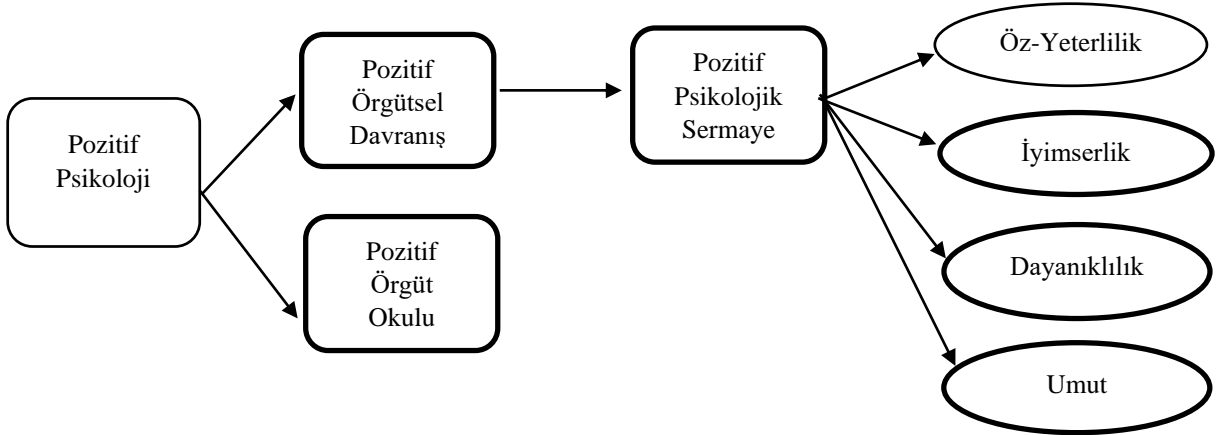 Pozitif
Psikoloji
Pozitif
Örgütsel
Davranış
Pozitif
Örgüt
Okulu
Pozitif
Psikolojik
Sermaye
Öz-Yeterlilik
İyimserlik
Dayanıklılık
Umut